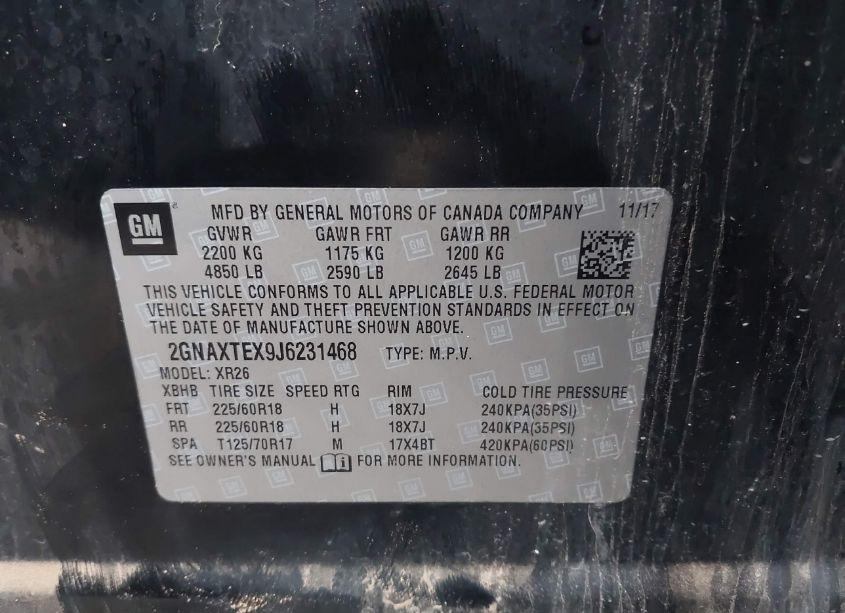 GM MFD BY GENERAL MOTORS OF CANADA COMPANY 11/17
GVWR GAWR FRT GAWR RR
2200 KG 1175 KG 1200 KG
4850 LB 2590 LB 2645 LB
THIS VEHICLE CONFORMS TO ALL APPLICABLE U.S. FEDERAL MOTOR
VEHICLE SAFETY AND THEFT PREVENTION STANDARDS IN EFFECT ON
THE DATE OF MANUFACTURE SHOWN ABOVE.
2GNAXTEX9J6231468 TYPE: M.P.V.
MODEL: XR26
XBHB TIRE SIZE SPEED RTG RIM COLD TIRE PRESSURE
FRT 225/60R18 H 18X7J 240KPA(35PSI)
RR 225/60R18 H 18X7J 240KPA(35PSI)
SPA T125/70R17 M 17X4BT 420KPA(60PSI)
SEE OWNER'S MANUAL FOR MORE INFORMATION.